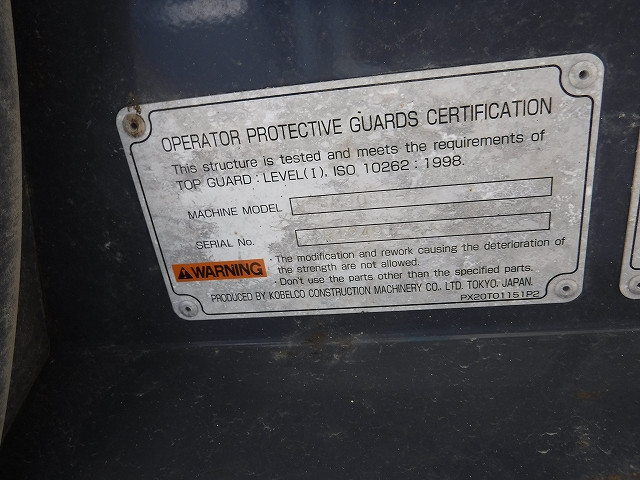 OPERATOR PROTECTIVE GUARDS CERTIFICATION
This structure is tested and meets the requirements of
TOP GUARD : LEVEL(I), ISO 10262 : 1998.
MACHINE MODEL
SERIAL No.
⚠WARNING
· The modification and rework causing the deterioration of
the strength are not allowed.
· Don't use the parts other than the specified parts.
PRODUCED BY KOBELCO CONSTRUCTION MACHINERY CO., LTD. TOKYO, JAPAN.
PX20T01151P2